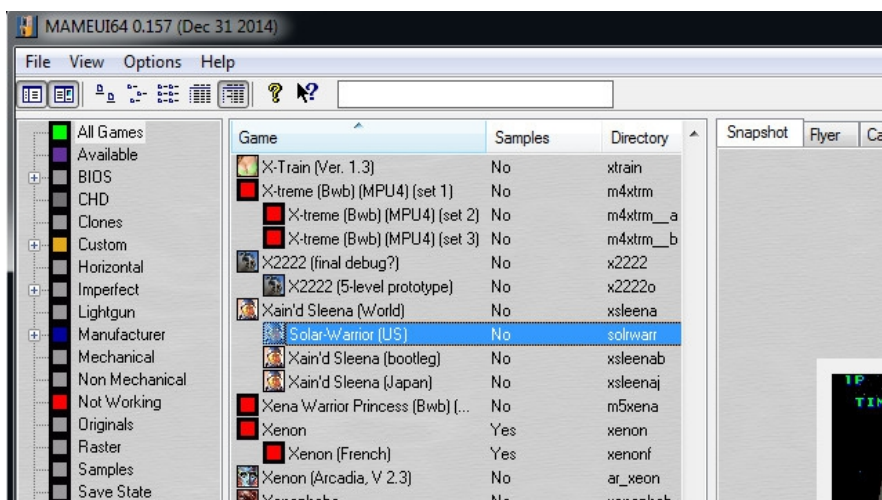 MAMEUI64 0.157 (Dec 31 2014)
File View Options Help
All Games
Available
BIOS
CHD
Clones
Custom
Horizontal
Imperfect
Lightgun
Manufacturer
Mechanical
Non Mechanical
Not Working
Originals
Raster
Samples
Save State
Game Samples Directory
X-Train (Ver. 1.3) No xtrain
X-treme (Bwb) (MPU4) (set 1) No m4xtrm
X-treme (Bwb) (MPU4) (set 2) No m4xtrm__a
X-treme (Bwb) (MPU4) (set 3) No m4xtrm__b
X2222 (final debug?) No x2222
X2222 (5-level prototype) No x2222o
Xain'd Sleena (World) No xsleena
Solar-Warrior (US) No solrwarr
Xain'd Sleena (bootleg) No xsleenab
Xain'd Sleena (Japan) No xsleenaj
Xena Warrior Princess (Bwb) (... No m5xena
Xenon Yes xenon
Xenon (French) Yes xenonf
Xenon (Arcadia, V 2.3) No ar_xeon
Snapshot Flyer Ca
1P
TIM